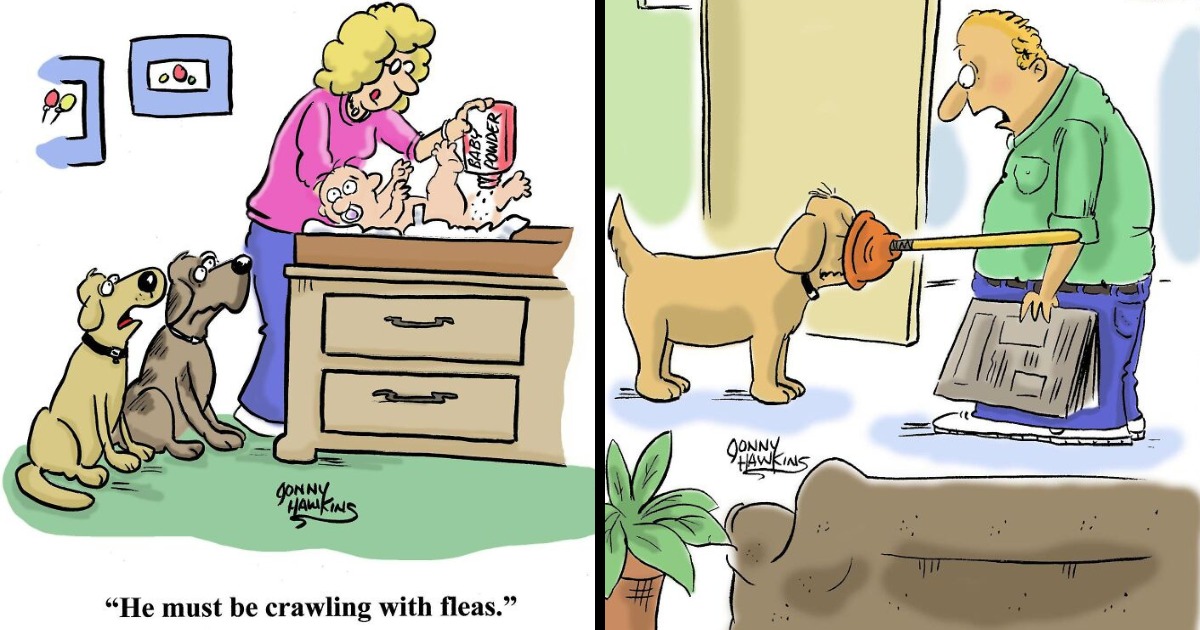 BABY
POWDER
JONNY
HAWKINS
“He must be crawling with fleas.”
JONNY
HAWKINS